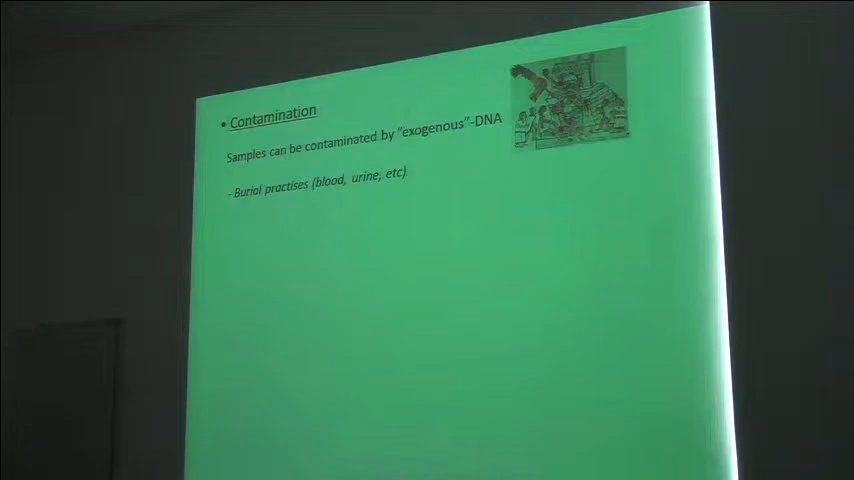 • Contamination
Samples can be contaminated by "exogenous"-DNA
- Burial practises (blood, urine, etc)